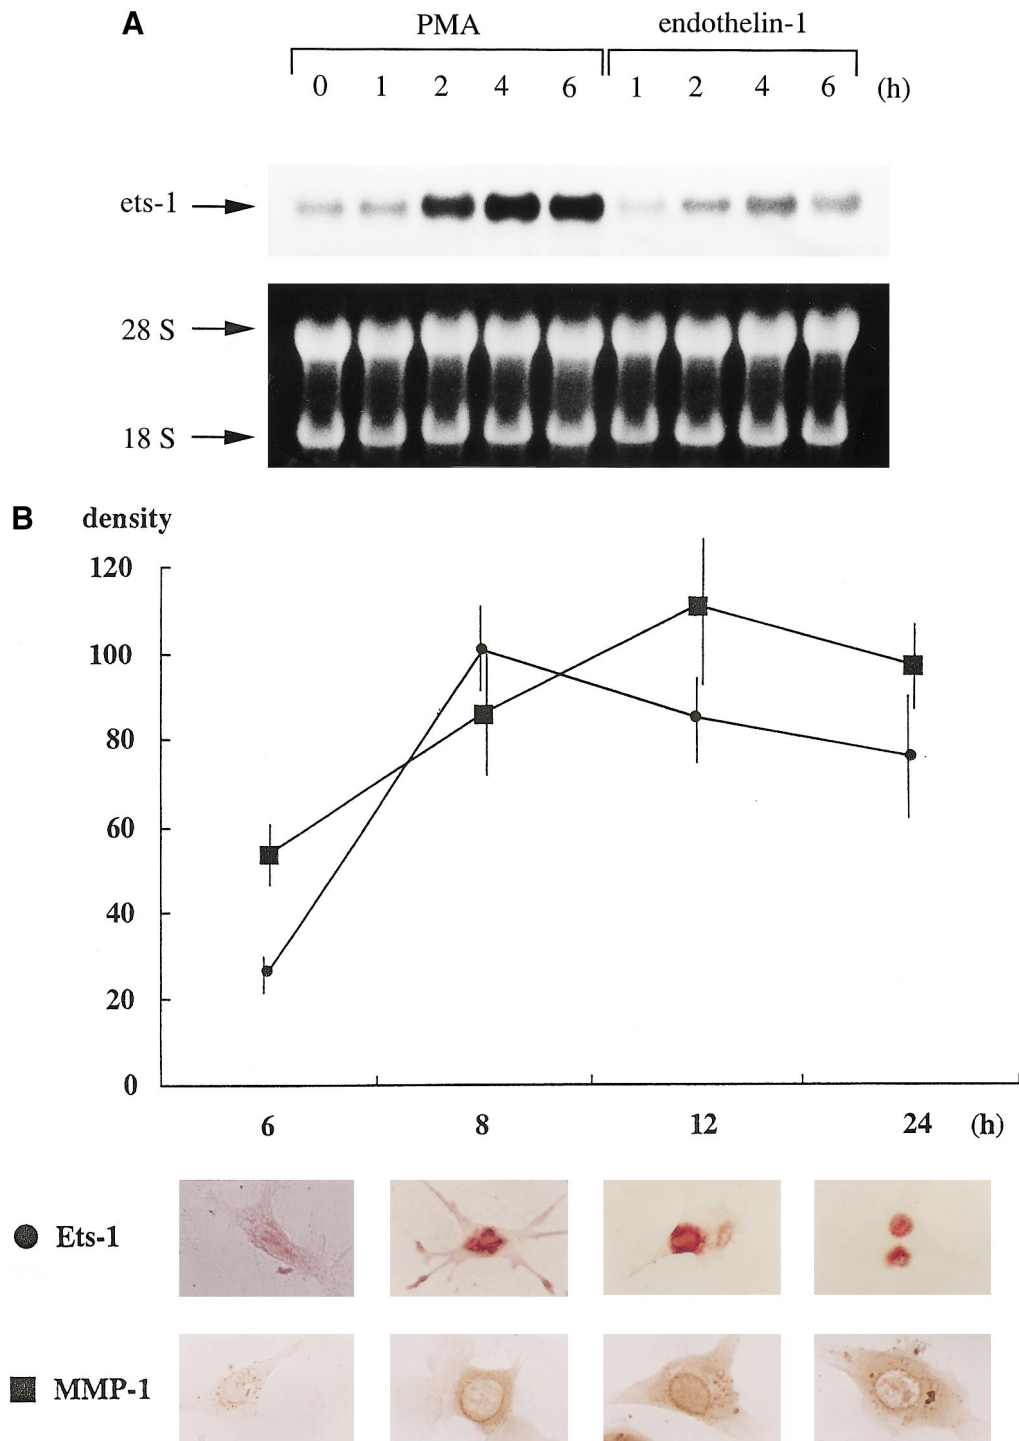 A
PMA endothelin-1
0 1 2 4 6 1 2 4 6 (h)
ets-1
28 S
18 S
B density
120
100
80
60
40
20
0
6 8 12 24 (h)
Ets-1
MMP-1